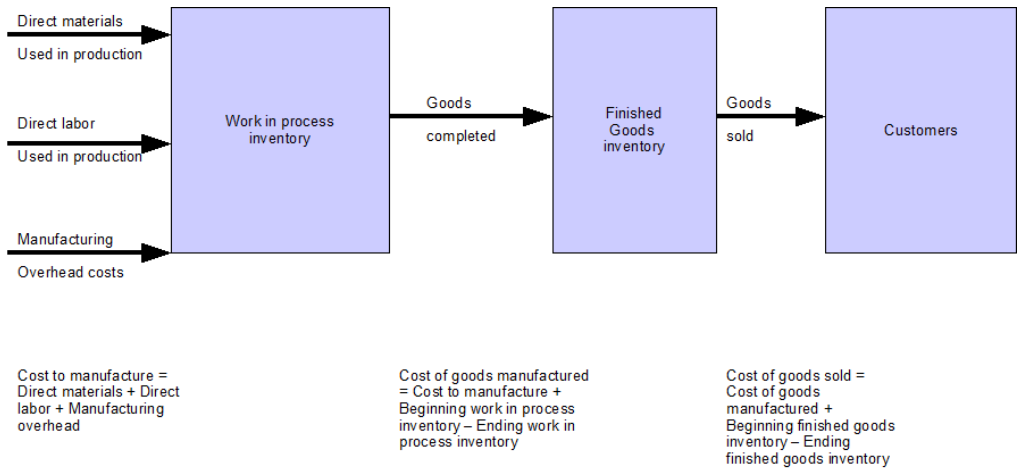 Direct materials
Used in production
Direct labor
Used in production
Manufacturing
Overhead costs
Work in process
inventory
Goods
completed
Finished
Goods
inventory
Goods
sold
Customers
Cost to manufacture =
Direct materials + Direct
labor + Manufacturing
overhead
Cost of goods manufactured
= Cost to manufacture +
Beginning work in process
inventory – Ending work in
process inventory
Cost of goods sold =
Cost of goods
manufactured +
Beginning finished goods
inventory – Ending
finished goods inventory